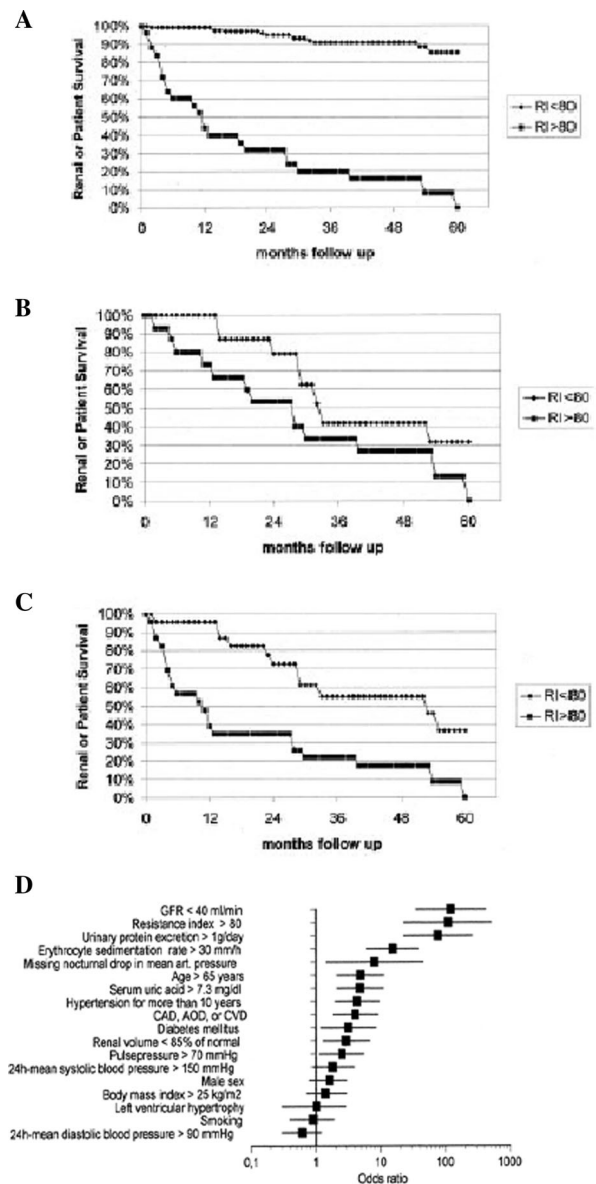 A
Renal or Patient Survival
100%
90%
80%
70%
60%
50%
40%
30%
20%
10%
0%
0 12 24 36 48 60
months follow up
RI<80
RI>80
B
Renal or Patient Survival
100%
90%
80%
70%
60%
50%
40%
30%
20%
10%
0%
0 12 24 36 48 60
months follow up
RI<80
RI>80
C
Renal or Patient Survival
100%
90%
80%
70%
60%
50%
40%
30%
20%
10%
0%
0 12 24 36 48 60
months follow up
RI<80
RI>80
D
GFR < 40 ml/min
Resistance index > 80
Urinary protein excretion > 1g/day
Erythrocyte sedimentation rate > 30 mm/h
Missing nocturnal drop in mean art. pressure
Age > 65 years
Serum uric acid > 7.3 mg/dl
Hypertension for more than 10 years
CAD, AOD, or CVD
Diabetes mellitus
Renal volume < 85% of normal
Pulsepressure > 70 mmHg
24h-mean systolic blood pressure > 150 mmHg
Male sex
Body mass index > 25 kg/m2
Left ventricular hypertrophy
Smoking
24h-mean diastolic blood pressure > 90 mmHg
0,1 1 10 100 1000
Odds ratio